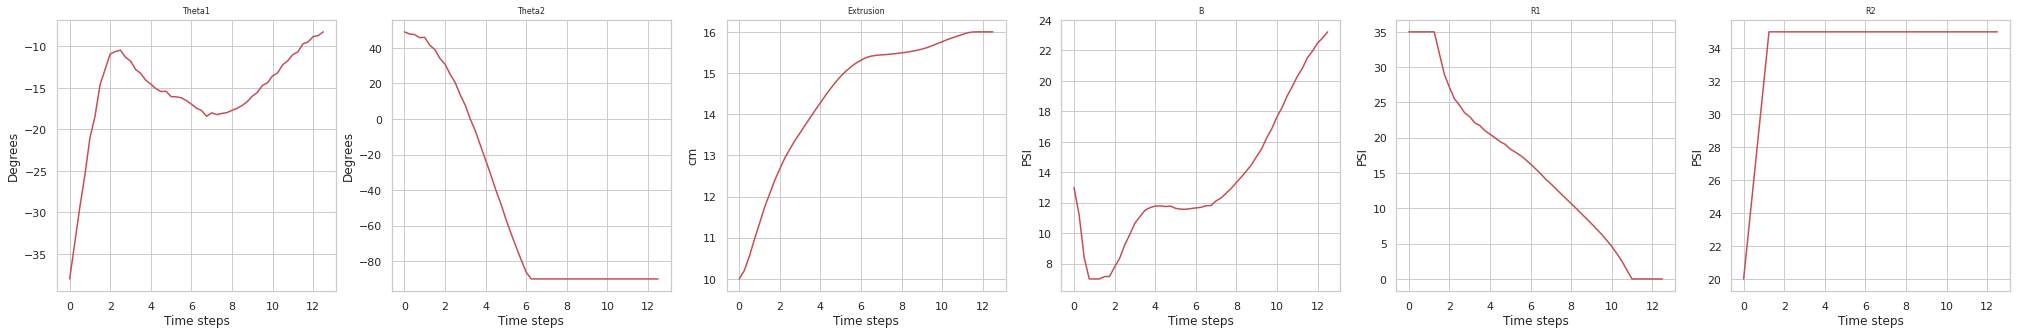 Theta1
Degrees
−10
−15
−20
−25
−30
−35
0 2 4 6 8 10 12
Time steps
Theta2
Degrees
40
20
0
−20
−40
−60
−80
0 2 4 6 8 10 12
Time steps
Extrusion
cm
16
15
14
13
12
11
10
0 2 4 6 8 10 12
Time steps
B
PSI
24
22
20
18
16
14
12
10
8
0 2 4 6 8 10 12
Time steps
R1
PSI
35
30
25
20
15
10
5
0
0 2 4 6 8 10 12
Time steps
R2
PSI
34
32
30
28
26
24
22
20
0 2 4 6 8 10 12
Time steps